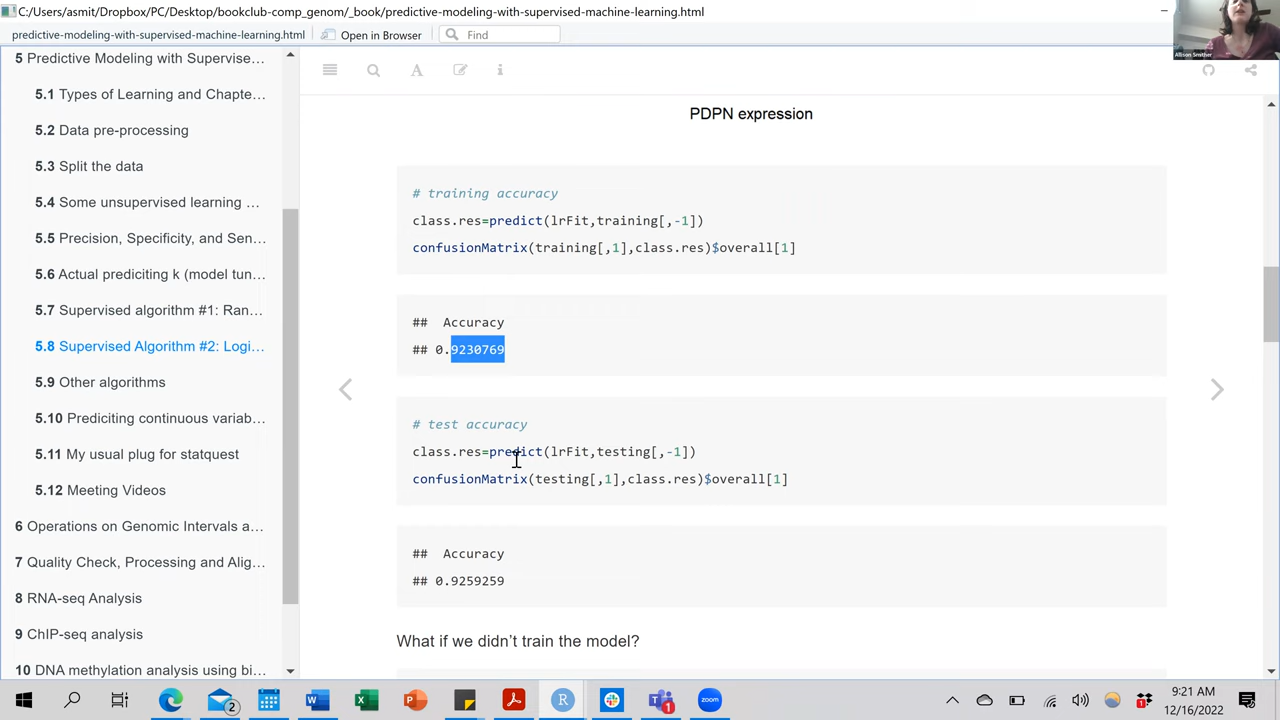 C:/Users/asmit/Dropbox/PC/Desktop/bookclub-comp_genom/_book/predictive-modeling-with-supervised-machine-learning.html
predictive-modeling-with-supervised-machine-learning.html
Open in Browser
Find
Allison Smither
5 Predictive Modeling with Supervise…
5.1 Types of Learning and Chapte…
5.2 Data pre-processing
5.3 Split the data
5.4 Some unsupervised learning …
5.5 Precision, Specificity, and Sen…
5.6 Actual prediciting k (model tun…
5.7 Supervised algorithm #1: Ran…
5.8 Supervised Algorithm #2: Logi…
5.9 Other algorithms
5.10 Prediciting continuous variab…
5.11 My usual plug for statquest
5.12 Meeting Videos
6 Operations on Genomic Intervals a…
7 Quality Check, Processing and Alig…
8 RNA-seq Analysis
9 ChIP-seq analysis
10 DNA methylation analysis using bi…
PDPN expression
# training accuracy
class.res=predict(lrFit,training[,-1])
confusionMatrix(training[,1],class.res)$overall[1]
## Accuracy
## 0.9230769
# test accuracy
class.res=predict(lrFit,testing[,-1])
confusionMatrix(testing[,1],class.res)$overall[1]
## Accuracy
## 0.9259259
What if we didn't train the model?
2
1
1
9:21 AM
12/16/2022